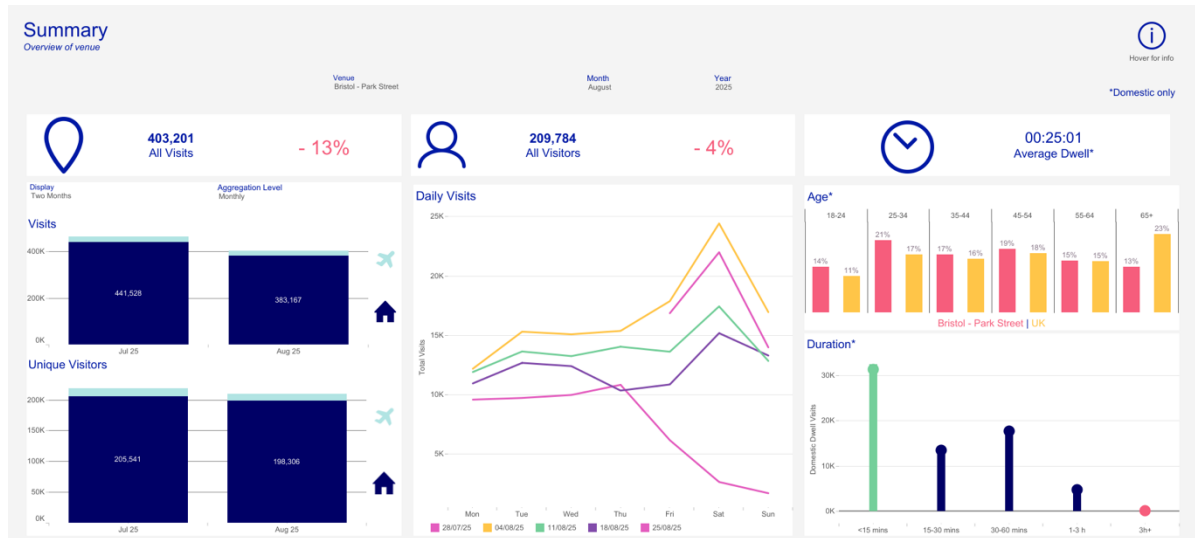 Summary
Overview of venue
Hover for info
Venue
Bristol - Park Street
Month
August
Year
2025
*Domestic only
403,201
All Visits
- 13%
209,784
All Visitors
- 4%
00:25:01
Average Dwell*
Display
Two Months
Aggregation Level
Monthly
Visits
400K
200K
0K
441,528
383,167
Jul 25
Aug 25
Unique Visitors
200K
150K
100K
50K
0K
205,541
198,306
Jul 25
Aug 25
Daily Visits
Total Visits
25K
20K
15K
10K
5K
Mon
Tue
Wed
Thu
Fri
Sat
Sun
28/07/25
04/08/25
11/08/25
18/08/25
25/08/25
Age*
18-24
25-34
35-44
45-54
55-64
65+
14%
11%
21%
17%
17%
16%
19%
18%
15%
15%
13%
23%
Bristol - Park Street | UK
Duration*
Domestic Dwell Visits
30K
20K
10K
0K
<15 mins
15-30 mins
30-60 mins
1-3 h
3h+